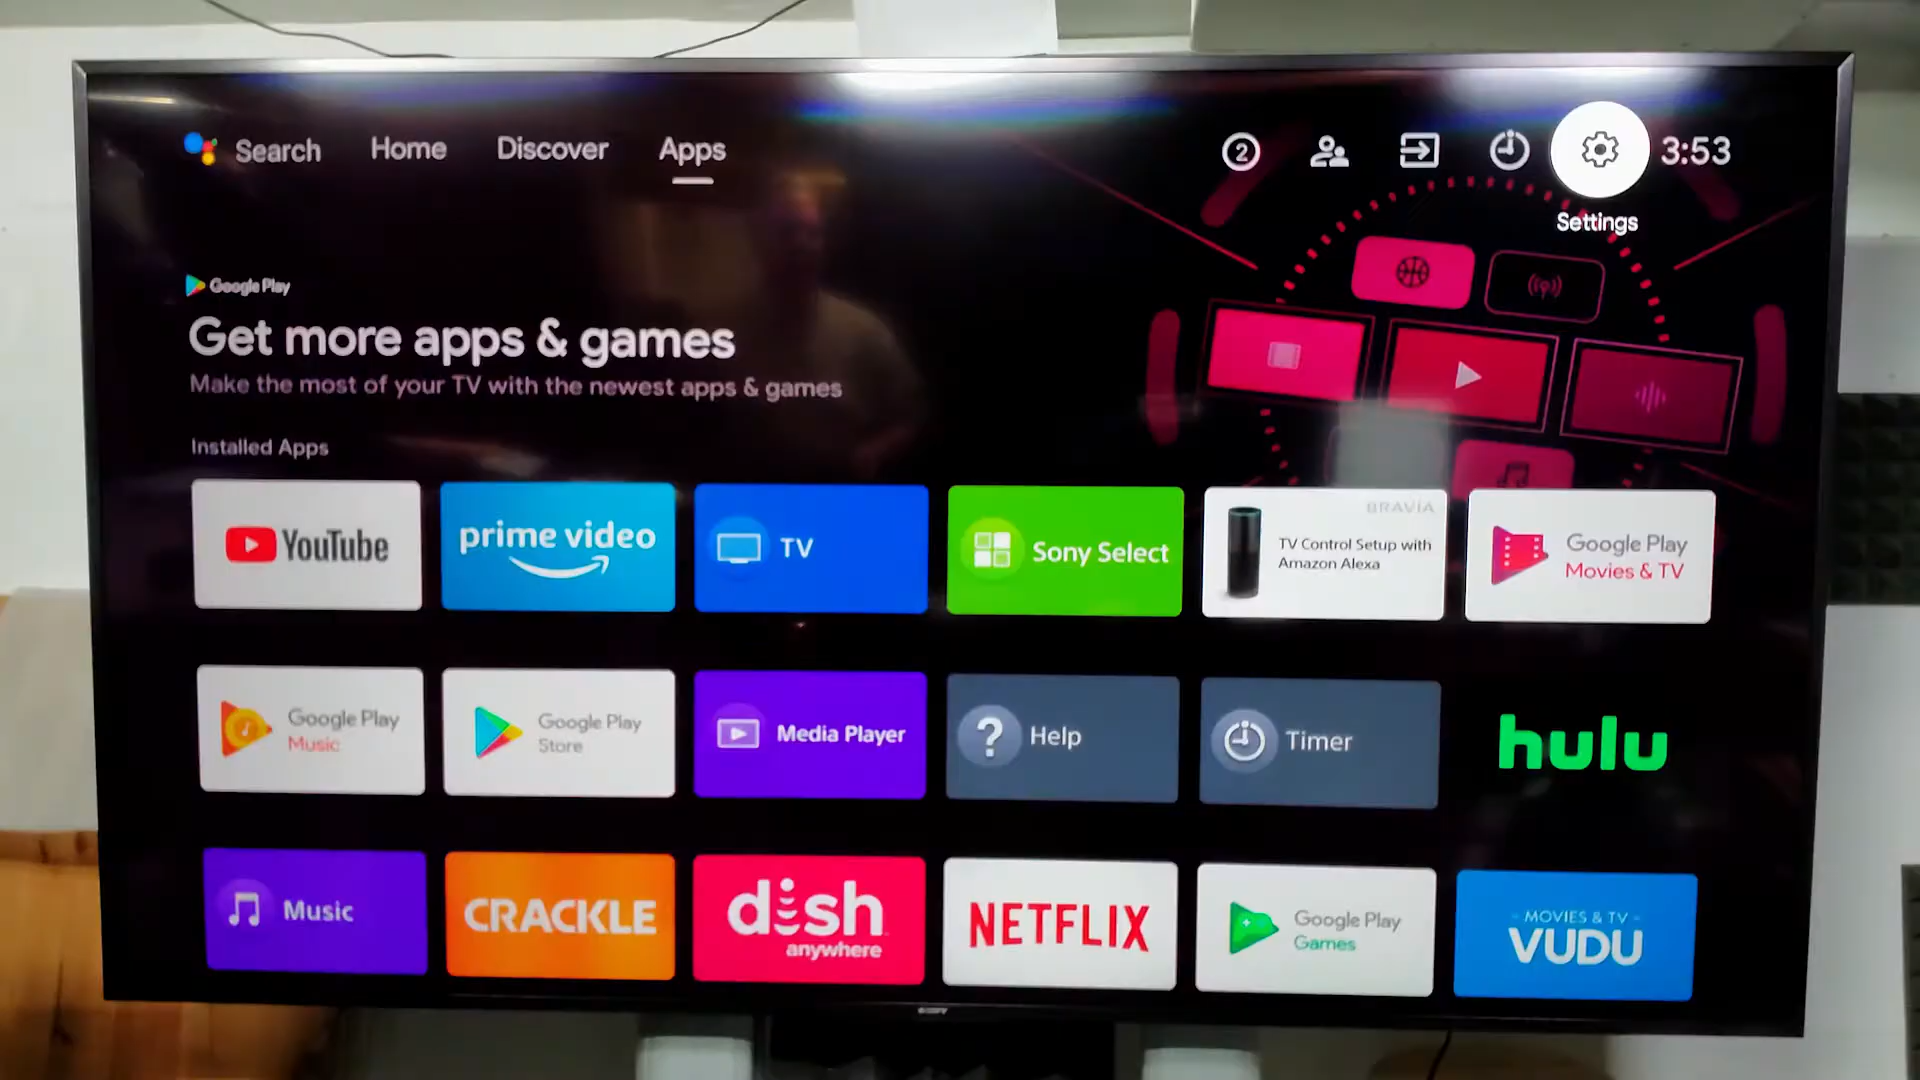 Search Home Discover Apps 2 3:53
Settings
Google Play
Get more apps & games
Make the most of your TV with the newest apps & games
Installed Apps
YouTube
prime video
TV
Sony Select
BRAVIA
TV Control Setup with
Amazon Alexa
Google Play
Movies & TV
Google Play
Music
Google Play
Store
Media Player
? Help
Timer
hulu
Music
CRACKLE
dish
anywhere
NETFLIX
Google Play
Games
- MOVIES & TV -
VUDU
SONY